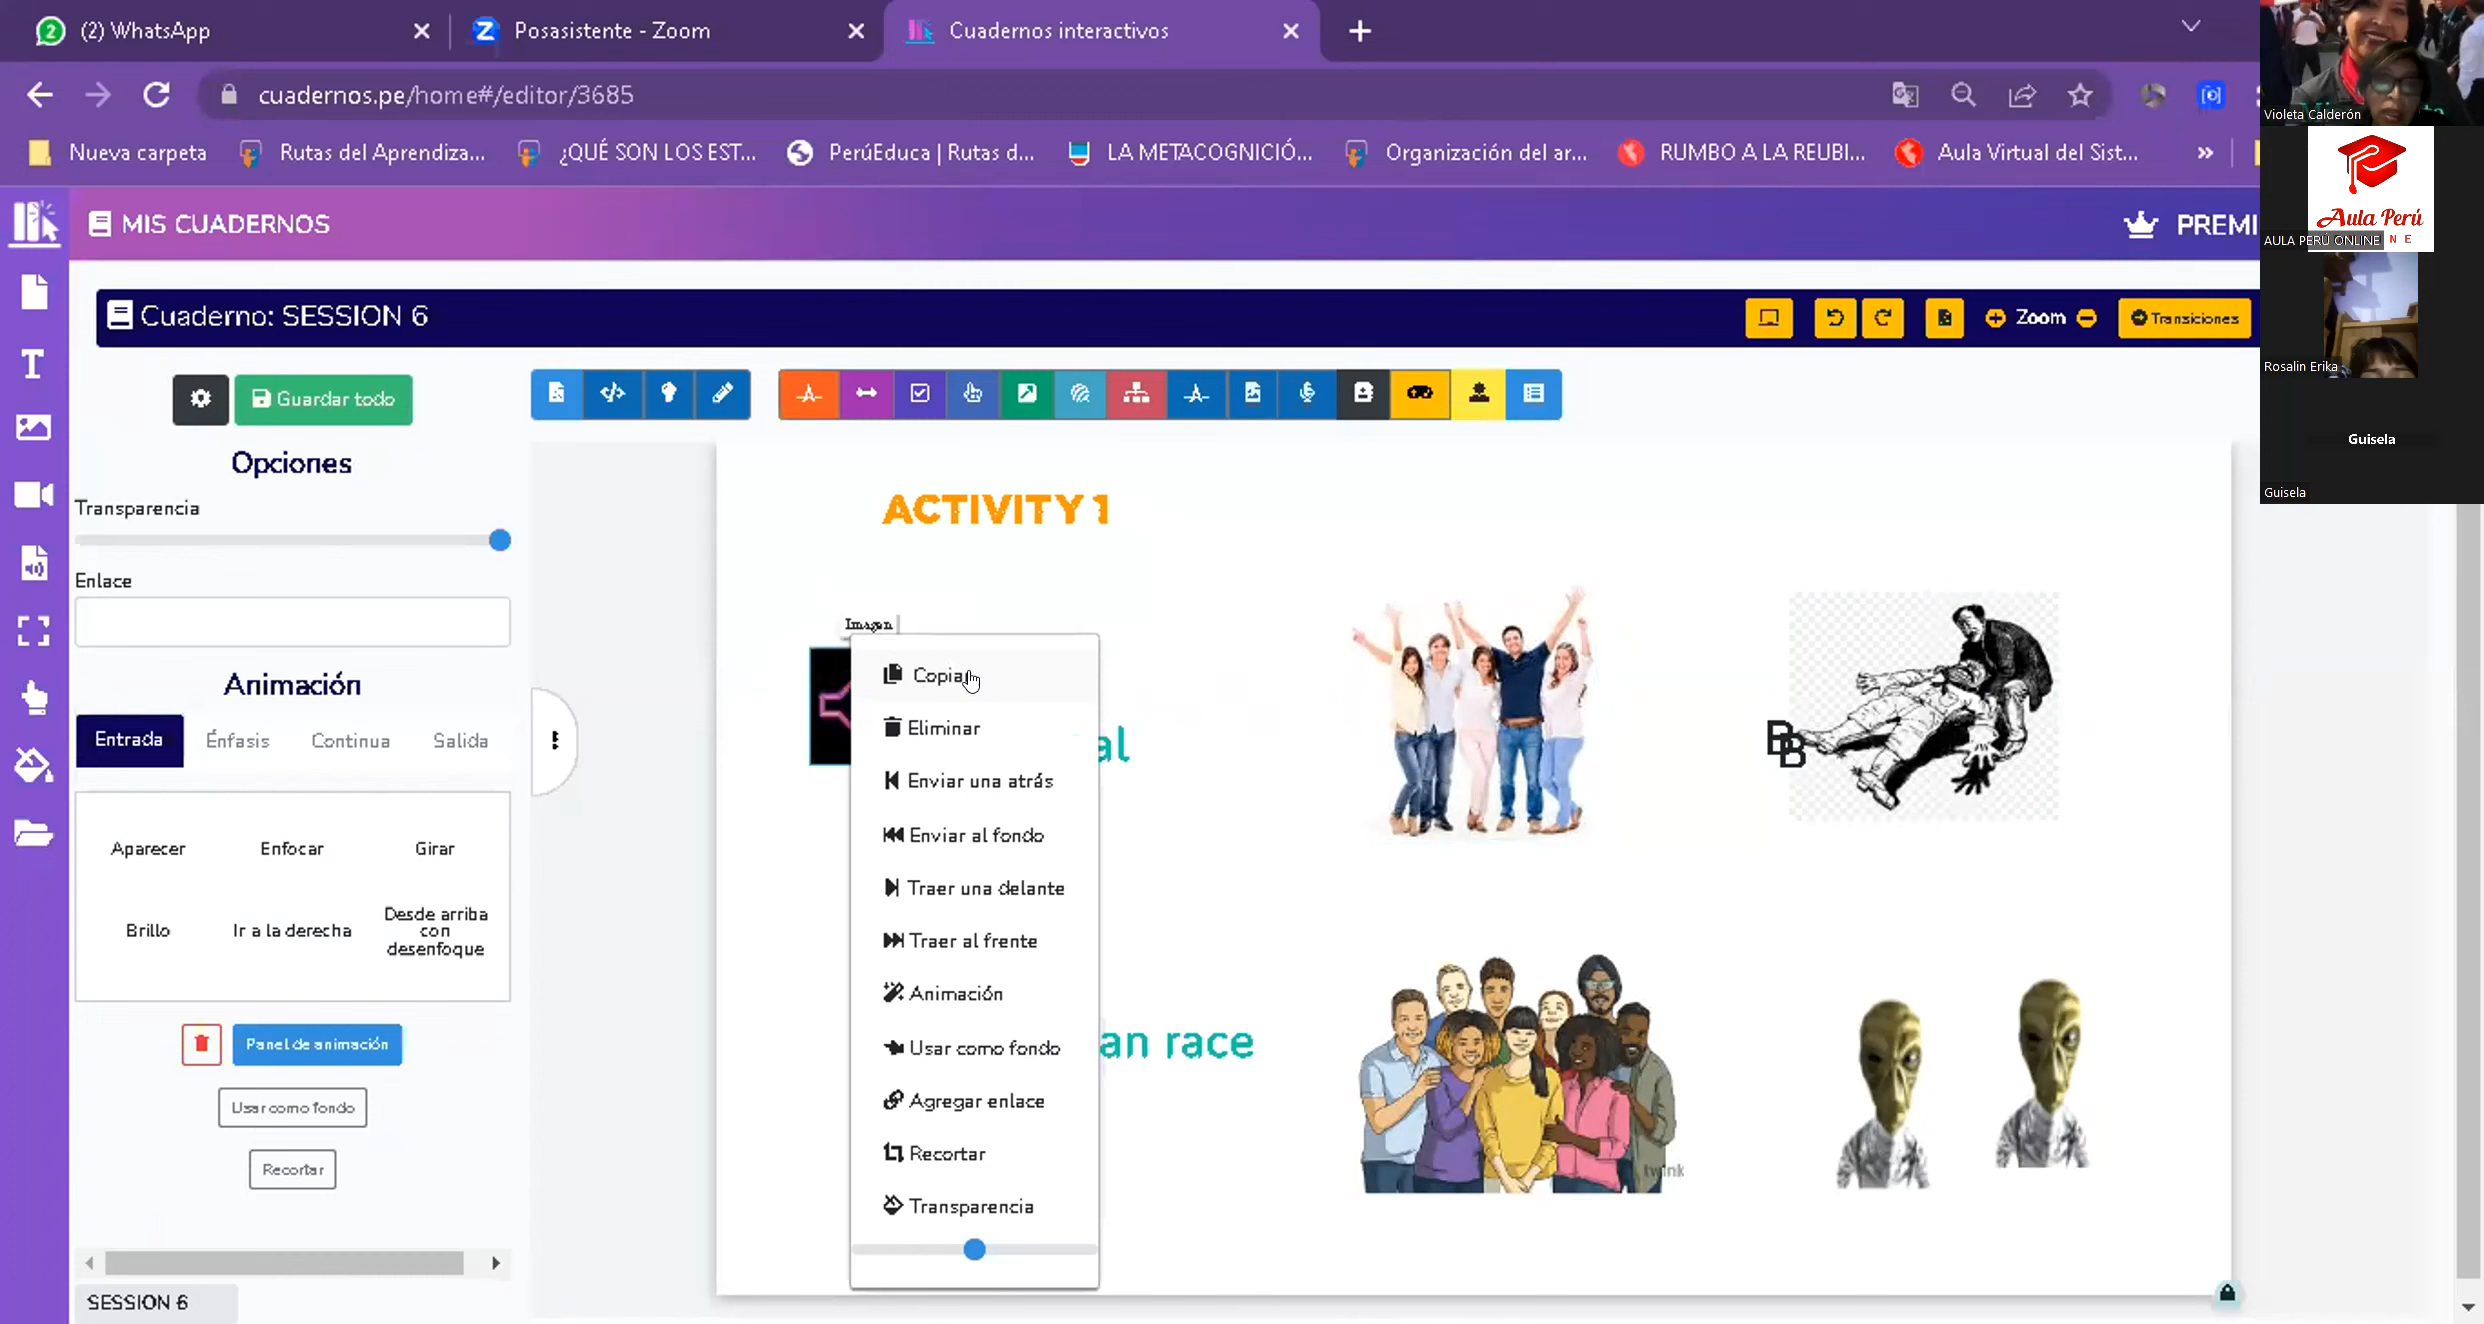 (2) WhatsApp
Posasistente - Zoom
Cuadernos interactivos
cuadernos.pe/home#/editor/3685
Nueva carpeta
Rutas del Aprendiza...
¿QUÉ SON LOS EST...
PerúEduca | Rutas d...
LA METACOGNICIÓ...
Organización del ar...
RUMBO A LA REUBI...
Aula Virtual del Sist...
MIS CUADERNOS
PREMI
Cuaderno: SESSION 6
Zoom
Transiciones
Guardar todo
Opciones
Transparencia
Enlace
Animación
Entrada
Énfasis
Continua
Salida
Aparecer
Enfocar
Girar
Brillo
Ir a la derecha
Desde arriba
con
desenfoque
Panel de animación
Usar como fondo
Recortar
SESSION 6
ACTIVITY 1
Imagen
Copiar
Eliminar
Enviar una atrás
Enviar al fondo
Traer una delante
Traer al frente
Animación
Usar como fondo
Agregar enlace
Recortar
Transparencia
al
an race
twink
Violeta Calderón
Aula Perú
AULA PERÚ ONLINE
N E
Rosalin Erika
Guisela
Guisela